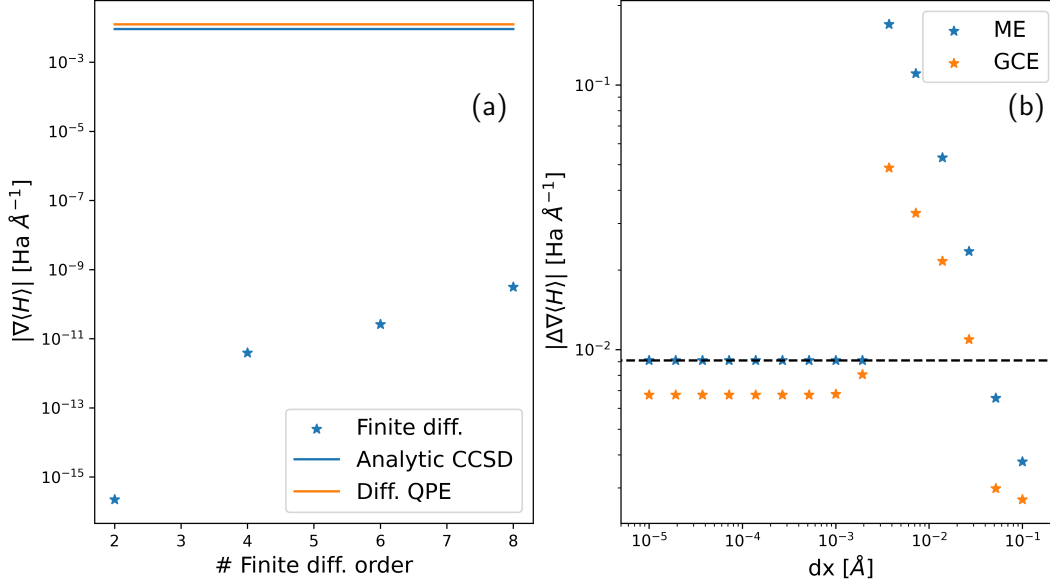 10⁻³
10⁻⁵
10⁻⁷
10⁻⁹
10⁻¹¹
10⁻¹³
10⁻¹⁵
|∇⟨H⟩| [Ha Å⁻¹]
(a)
Finite diff.
Analytic CCSD
Diff. QPE
2 3 4 5 6 7 8
# Finite diff. order
10⁻¹
10⁻²
|Δ∇⟨H⟩| [Ha Å⁻¹]
ME
GCE
(b)
10⁻⁵ 10⁻⁴ 10⁻³ 10⁻² 10⁻¹
dx [Å]